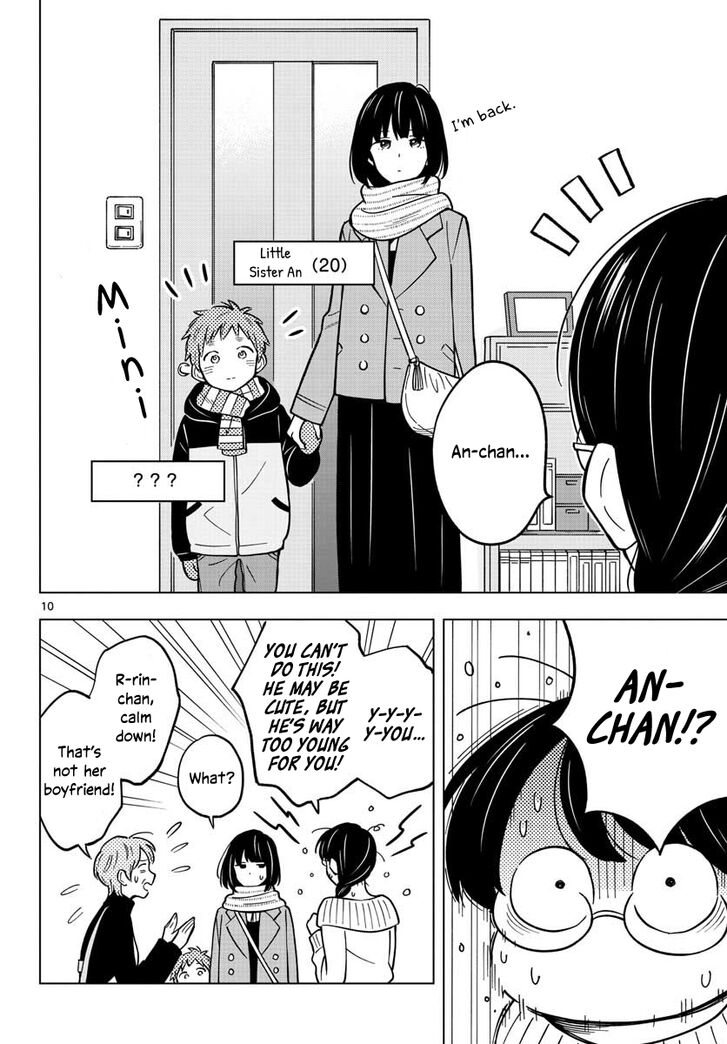 I'm back.
Little
Sister An (20)
Mini
An-chan...
? ? ?
10
AN-
CHAN!?
Y-Y-Y-
Y-YOU...
YOU CAN'T
DO THIS!
HE MAY BE
CUTE, BUT
HE'S WAY
TOO YOUNG
FOR YOU!
What?
R-rin-
chan,
calm
down!
That's
not her
boyfriend!